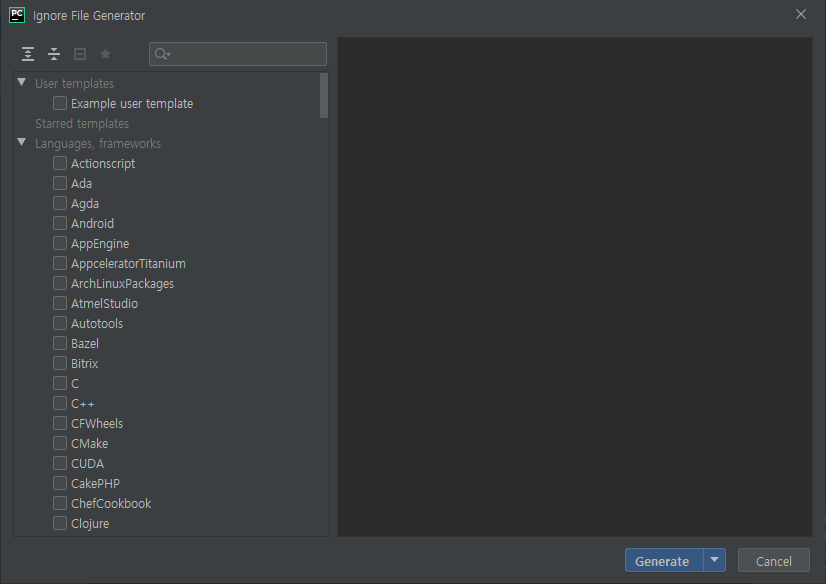 PC
Ignore File Generator
User templates
Example user template
Starred templates
Languages, frameworks
Actionscript
Ada
Agda
Android
AppEngine
AppceleratorTitanium
ArchLinuxPackages
AtmelStudio
Autotools
Bazel
Bitrix
C
C++
CFWheels
CMake
CUDA
CakePHP
ChefCookbook
Clojure
Generate
Cancel